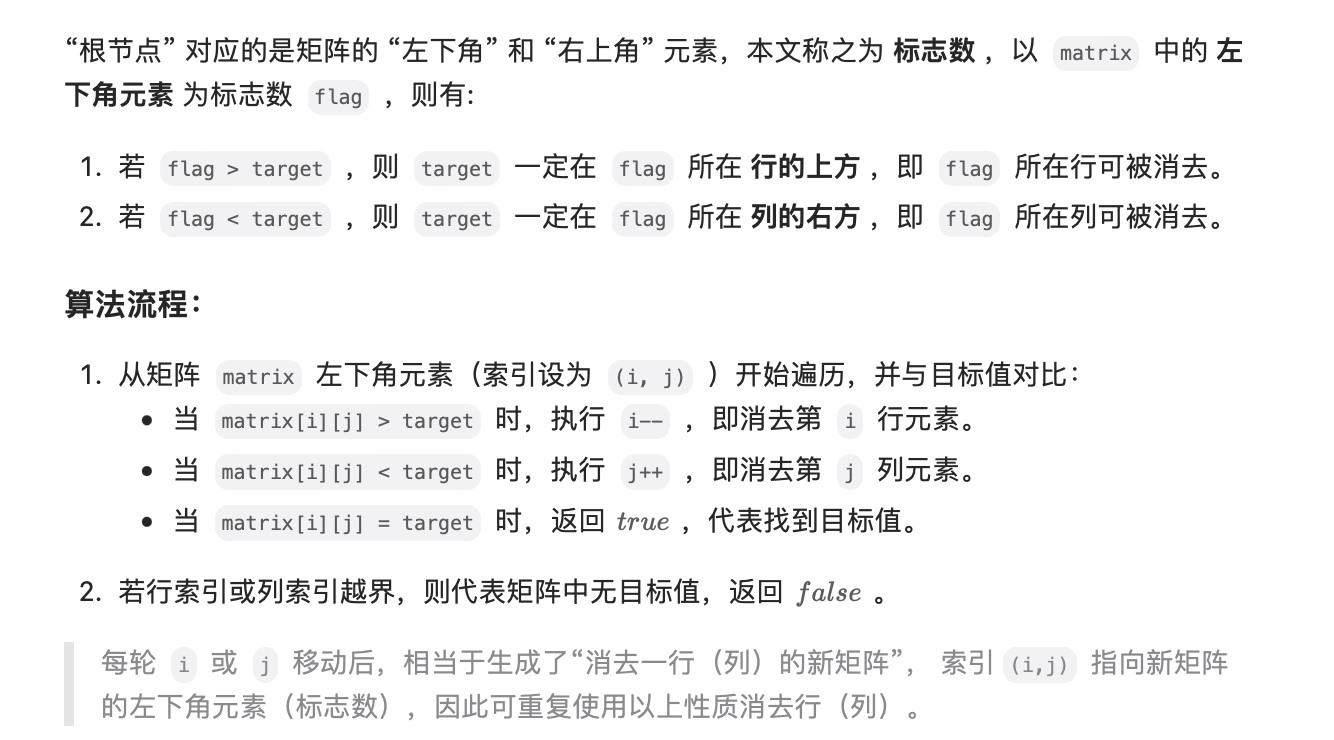 “根节点” 对应的是矩阵的 “左下角” 和 “右上角” 元素，本文称之为 标志数 ，以 matrix 中的 左
下角元素 为标志数 flag ，则有:
1. 若 flag > target ，则 target 一定在 flag 所在 行的上方 ，即 flag 所在行可被消去。
2. 若 flag < target ，则 target 一定在 flag 所在 列的右方 ，即 flag 所在列可被消去。
算法流程：
1. 从矩阵 matrix 左下角元素（索引设为 (i, j) ）开始遍历，并与目标值对比：
• 当 matrix[i][j] > target 时，执行 i-- ，即消去第 i 行元素。
• 当 matrix[i][j] < target 时，执行 j++ ，即消去第 j 列元素。
• 当 matrix[i][j] = target 时，返回 true ，代表找到目标值。
2. 若行索引或列索引越界，则代表矩阵中无目标值，返回 false 。
每轮 i 或 j 移动后，相当于生成了“消去一行（列）的新矩阵”， 索引 (i,j) 指向新矩阵
的左下角元素（标志数），因此可重复使用以上性质消去行（列）。